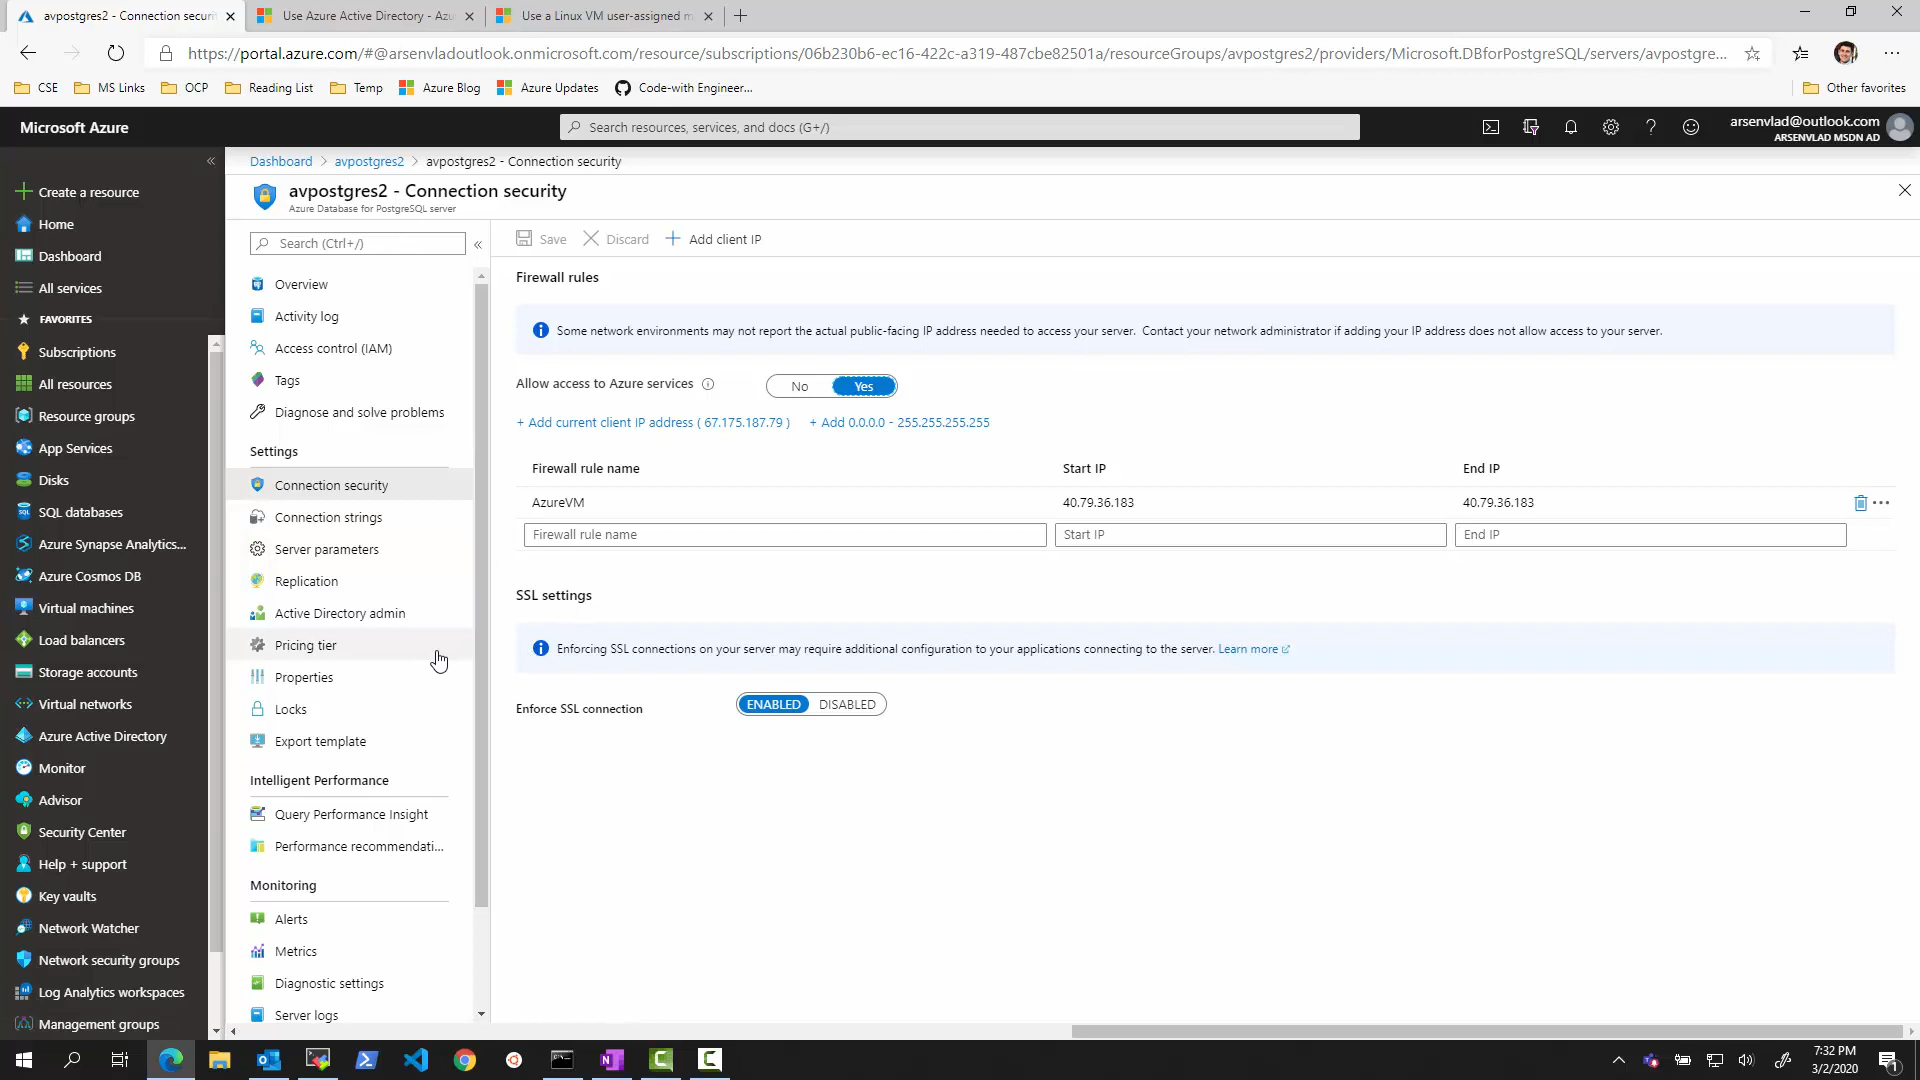 avpostgres2 - Connection securi
Use Azure Active Directory - Azu
Use a Linux VM user-assigned m
https://portal.azure.com/#@arsenvladoutlook.onmicrosoft.com/resource/subscriptions/06b230b6-ec16-422c-a319-487cbe82501a/resourceGroups/avpostgres2/providers/Microsoft.DBforPostgreSQL/servers/avpostgre...
CSE
MS Links
OCP
Reading List
Temp
Azure Blog
Azure Updates
Code-with Engineer...
Other favorites
Microsoft Azure
Search resources, services, and docs (G+/)
arsenvlad@outlook.com
ARSENVLAD MSDN AD
Create a resource
Home
Dashboard
All services
FAVORITES
Subscriptions
All resources
Resource groups
App Services
Disks
SQL databases
Azure Synapse Analytics...
Azure Cosmos DB
Virtual machines
Load balancers
Storage accounts
Virtual networks
Azure Active Directory
Monitor
Advisor
Security Center
Help + support
Key vaults
Network Watcher
Network security groups
Log Analytics workspaces
Management groups
Dashboard > avpostgres2 > avpostgres2 - Connection security
avpostgres2 - Connection security
Azure Database for PostgreSQL server
Search (Ctrl+/)
Overview
Activity log
Access control (IAM)
Tags
Diagnose and solve problems
Settings
Connection security
Connection strings
Server parameters
Replication
Active Directory admin
Pricing tier
Properties
Locks
Export template
Intelligent Performance
Query Performance Insight
Performance recommendati...
Monitoring
Alerts
Metrics
Diagnostic settings
Server logs
Save
Discard
Add client IP
Firewall rules
Some network environments may not report the actual public-facing IP address needed to access your server. Contact your network administrator if adding your IP address does not allow access to your server.
Allow access to Azure services
No
Yes
+ Add current client IP address ( 67.175.187.79 )
+ Add 0.0.0.0 - 255.255.255.255
Firewall rule name
Start IP
End IP
AzureVM
40.79.36.183
40.79.36.183
Firewall rule name
Start IP
End IP
SSL settings
Enforcing SSL connections on your server may require additional configuration to your applications connecting to the server. Learn more
Enforce SSL connection
ENABLED
DISABLED
7:32 PM
3/2/2020
1